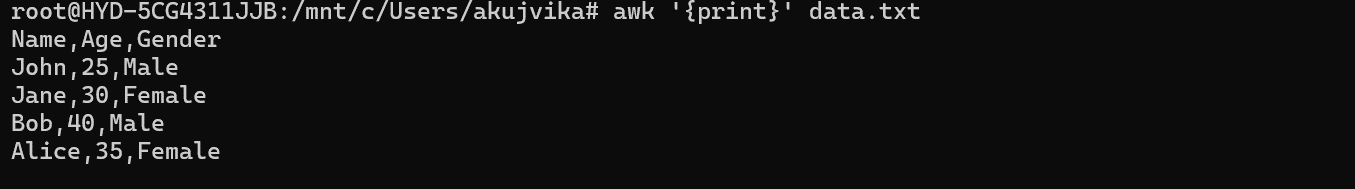 root@HYD-5CG4311JJB:/mnt/c/Users/akujvika# awk '{print}' data.txt
Name,Age,Gender
John,25,Male
Jane,30,Female
Bob,40,Male
Alice,35,Female